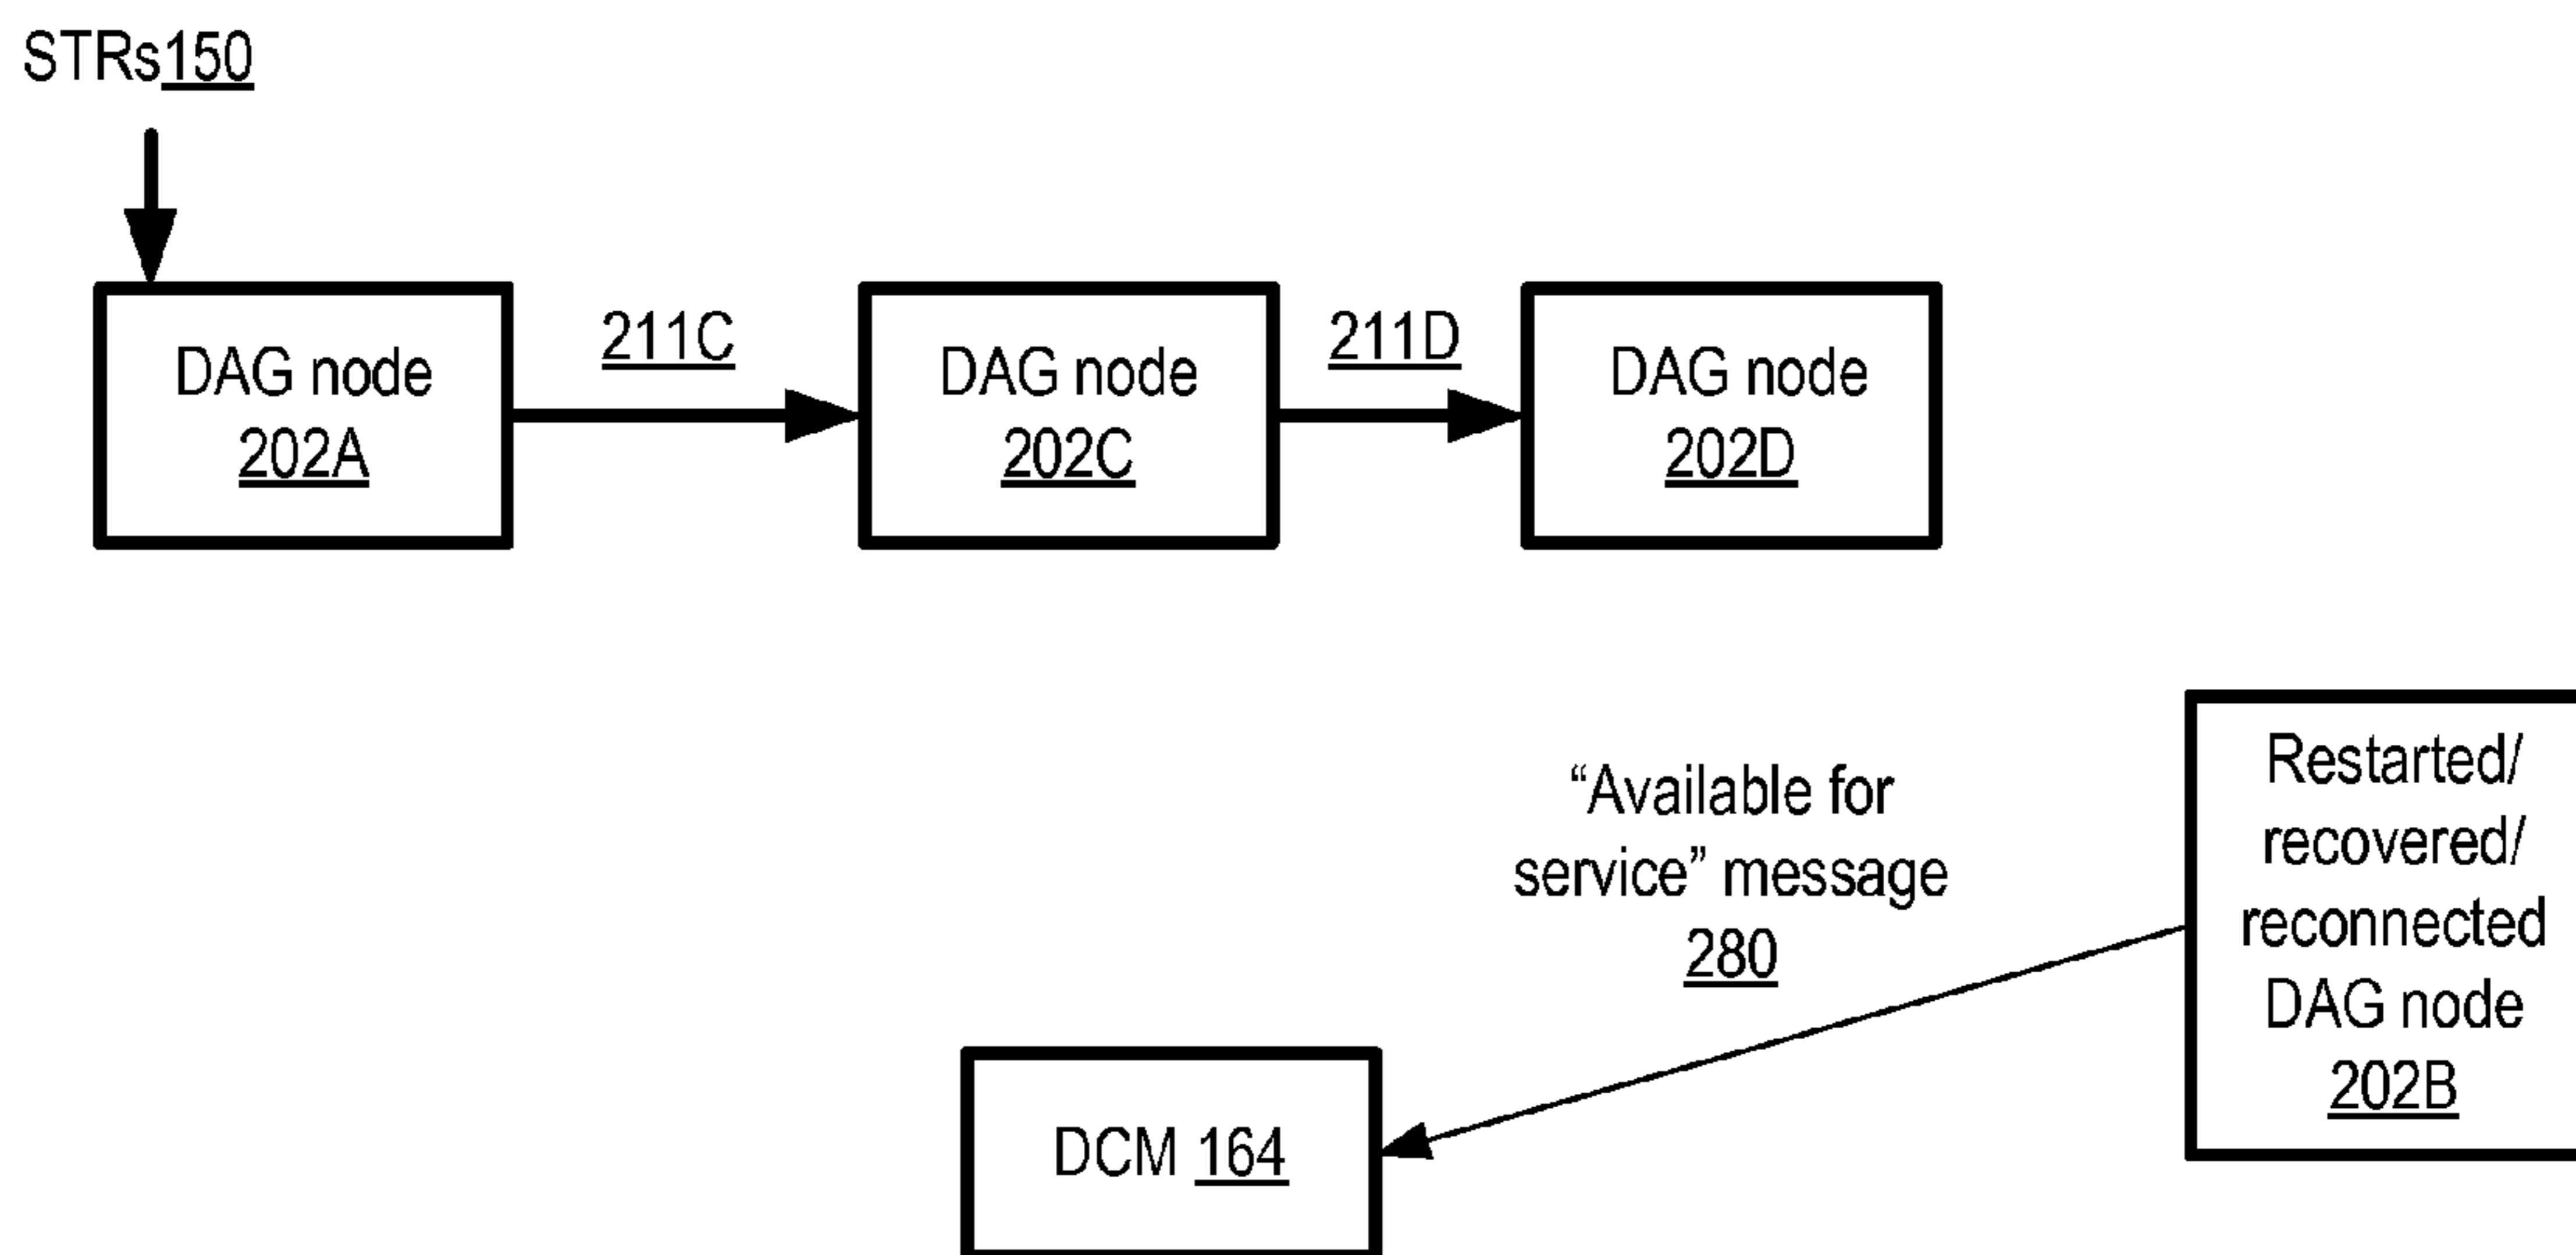 STRs150
211C
211D
DAG node
202A
DAG node
202C
DAG node
202D
"Available for
service" message
280
Restarted/
recovered/
reconnected
DAG node
202B
DCM 164